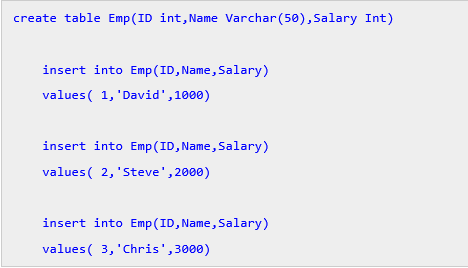 create table Emp(ID int,Name Varchar(50),Salary Int)
insert into Emp(ID,Name,Salary)
values( 1,'David',1000)
insert into Emp(ID,Name,Salary)
values( 2,'Steve',2000)
insert into Emp(ID,Name,Salary)
values( 3,'Chris',3000)